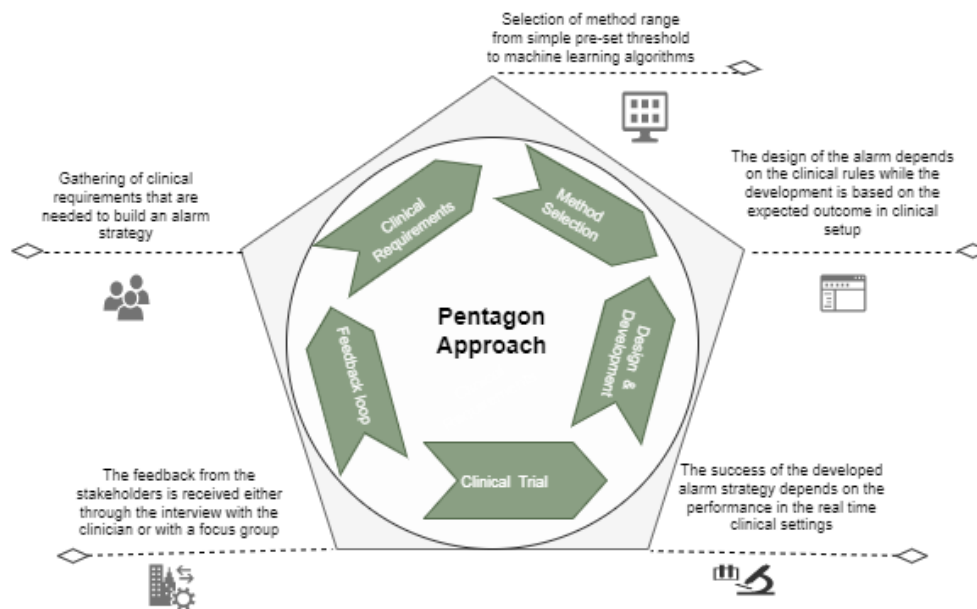 Selection of method range
from simple pre-set threshold
to machine learning algorithms
Gathering of clinical
requirements that are
needed to build an alarm
strategy
The design of the alarm depends
on the clinical rules while the
development is based on the
expected outcome in clinical
setup
Clinical
Requirements
Method
Selection
Pentagon
Approach
Design &
Development
Feedback loop
Clinical Trial
The feedback from the
stakeholders is received either
through the interview with the
clinician or with a focus group
The success of the developed
alarm strategy depends on the
performance in the real time
clinical settings